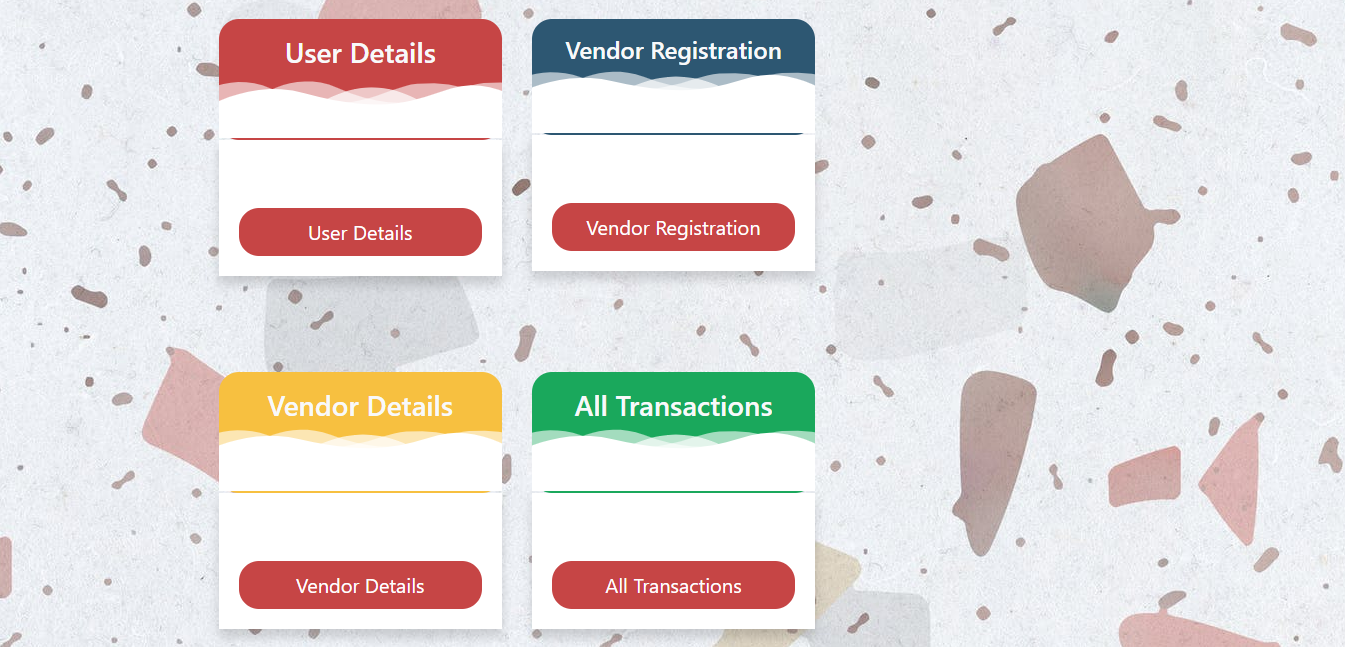 User Details
Vendor Registration
User Details
Vendor Registration
Vendor Details
All Transactions
Vendor Details
All Transactions